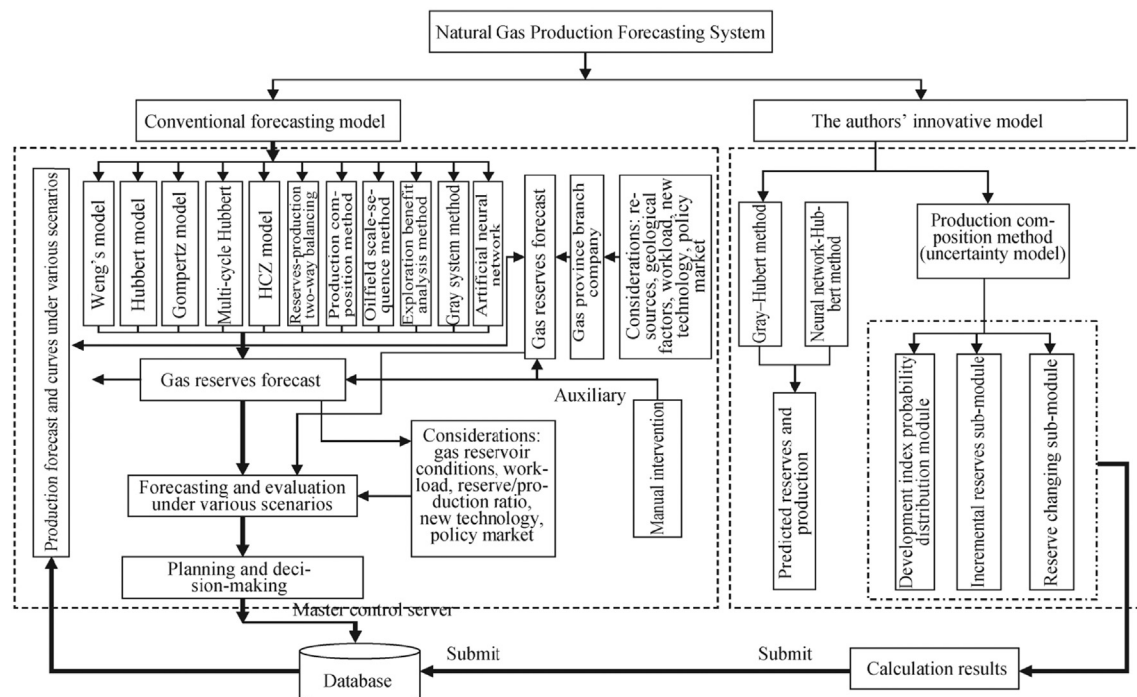 Natural Gas Production Forecasting System
Conventional forecasting model
The authors' innovative model
Production forecast and curves under various scenarios
Weng's model
Hubbert model
Gompertz model
Multi-cycle Hubbert
HCZ model
Reserves-production
two-way balancing
Production com-
position method
Oilfield scale-se-
quence method
Exploration benefit
analysis method
Gray system method
Artificial neural
network
Gas reserves forecast
Gas province branch
company
Considerations: re-
sources, geological
factors, workload, new
technology, policy
market
Gray–Hubert method
Neural network-Hub-
bert method
Production com-
position method
(uncertainty model)
Gas reserves forecast
Auxiliary
Manual intervention
Considerations:
gas reservoir
conditions, work-
load, reserve/pro-
duction ratio,
new technology,
policy market
Forecasting and evaluation
under various scenarios
Planning and deci-
sion-making
Predicted reserves and
production
Development index probability
distribution module
Incremental reserves sub-module
Reserve changing sub-module
Master control server
Database
Submit
Submit
Calculation results